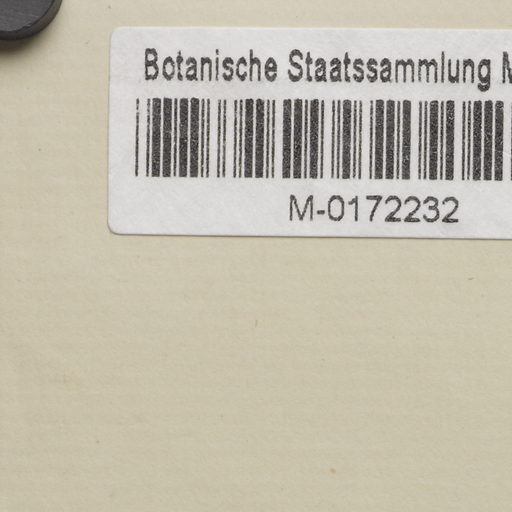 Botanische Staatssammlung
M-0172232